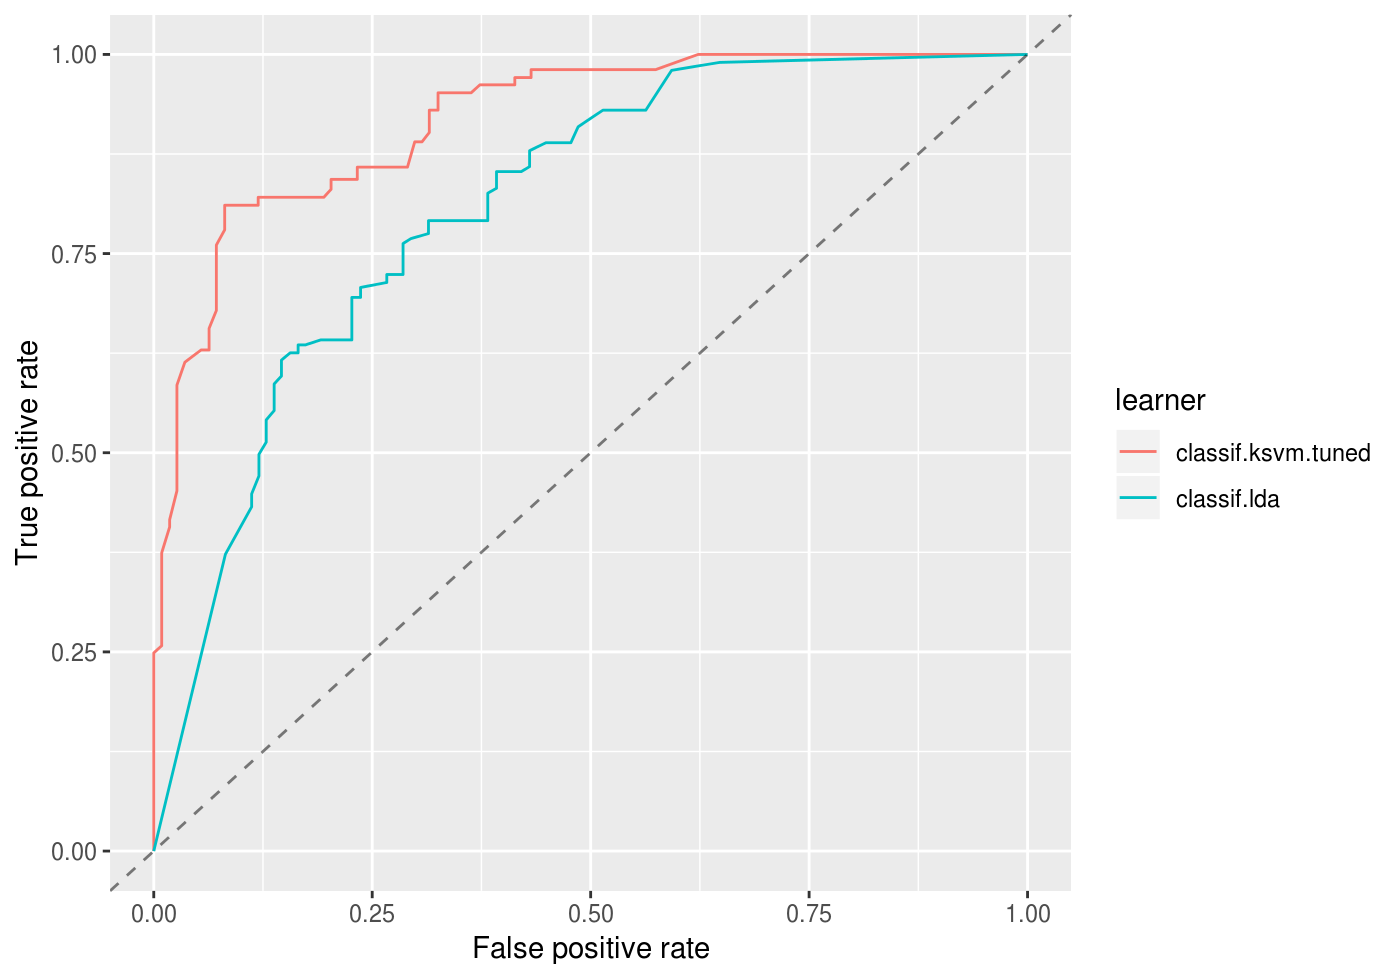 1.00
0.75
0.50
0.25
0.00
True positive rate
0.00 0.25 0.50 0.75 1.00
False positive rate
learner
classif.ksvm.tuned
classif.lda